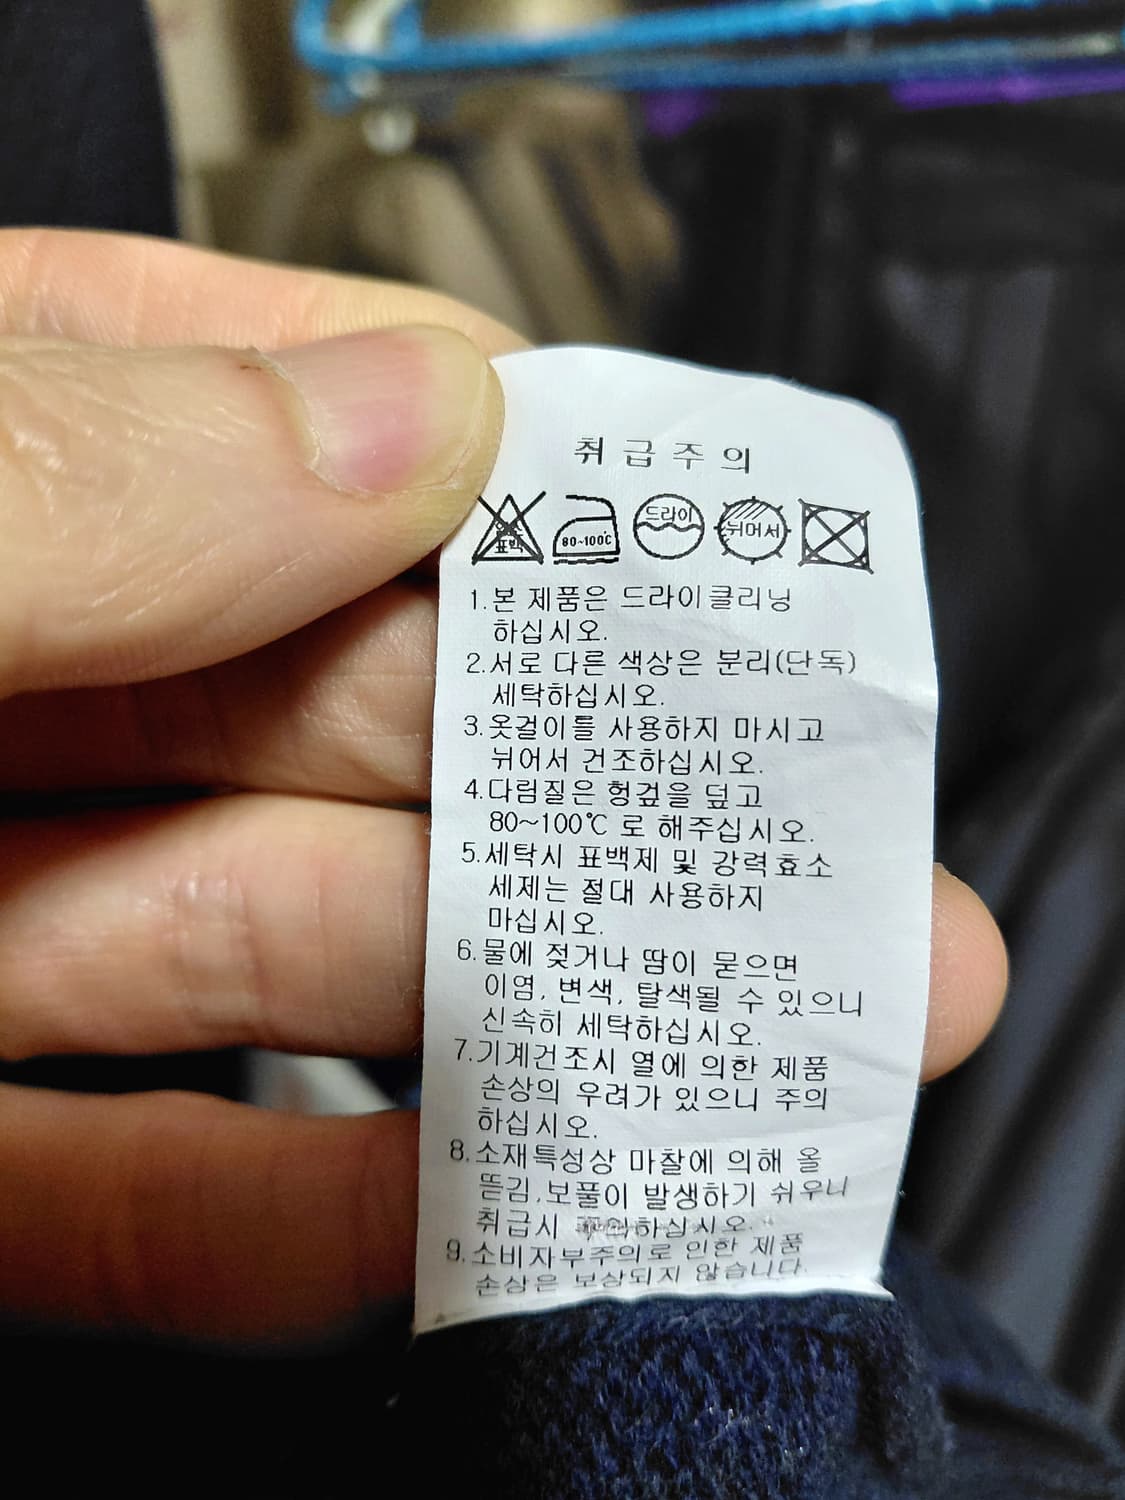 취급주의
표백
80~100℃
드라이
뉘어서
1.본 제품은 드라이클리닝
하십시오.
2.서로 다른 색상은 분리(단독)
세탁하십시오.
3.옷걸이를 사용하지 마시고
뉘어서 건조하십시오.
4.다림질은 헝겊을 덮고
80~100℃ 로 해주십시오.
5.세탁시 표백제 및 강력효소
세제는 절대 사용하지
마십시오.
6.물에 젖거나 땀이 묻으면
이염, 변색, 탈색될 수 있으니
신속히 세탁하십시오.
7.기계건조시 열에 의한 제품
손상의 우려가 있으니 주의
하십시오.
8.소재특성상 마찰에 의해 올
뜯김,보풀이 발생하기 쉬우니
취급시 주의하십시오.
9.소비자부주의로 인한 제품
손상은 보상되지 않습니다.